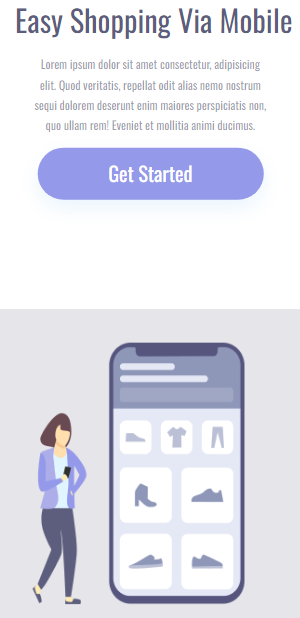 Easy Shopping Via Mobile
Lorem ipsum dolor sit amet consectetur, adipisicing
elit. Quod veritatis, repellat odit alias nemo nostrum
sequi dolorem deserunt enim maiores perspiciatis non,
quo ullam rem! Eveniet et mollitia animi ducimus.
Get Started